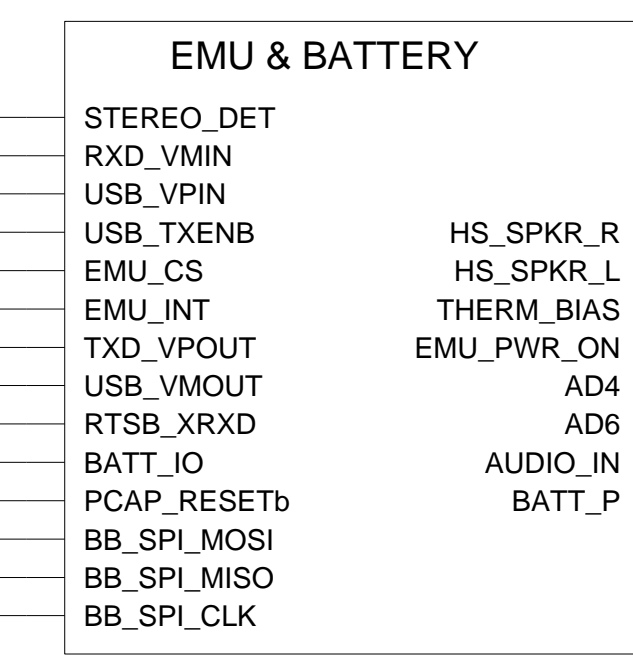 EMU & BATTERY
STEREO_DET
RXD_VMIN
USB_VPIN
USB_TXENB HS_SPKR_R
EMU_CS HS_SPKR_L
EMU_INT THERM_BIAS
TXD_VPOUT EMU_PWR_ON
USB_VMOUT AD4
RTSB_XRXD AD6
BATT_IO AUDIO_IN
PCAP_RESETb BATT_P
BB_SPI_MOSI
BB_SPI_MISO
BB_SPI_CLK